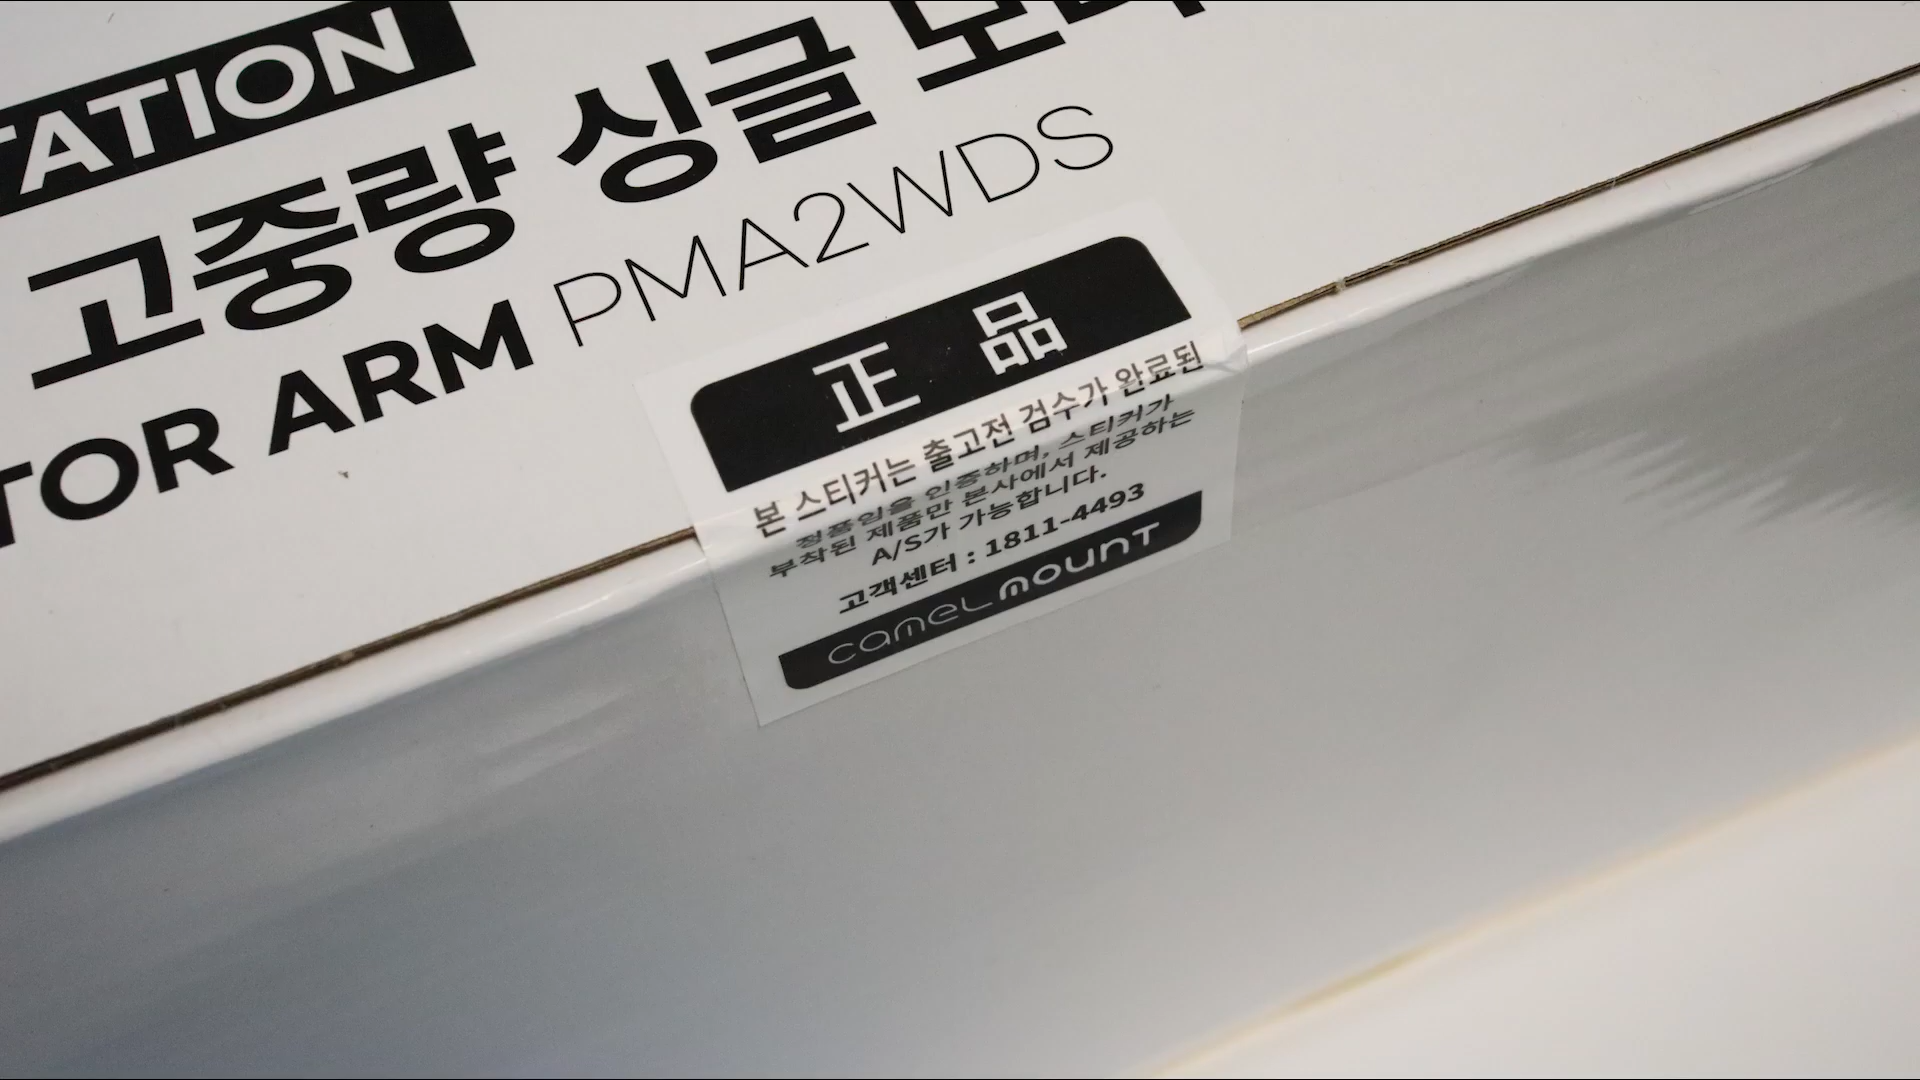 ATION
고중량 싱글 모니
TOR ARM PMA2WDS
正品
본 스티커는 출고전 검수가 완료된
정품임을 인증하며, 스티커가
부착된 제품만 본사에서 제공하는
A/S가 가능합니다.
고객센터 : 1811-4493
camel mount